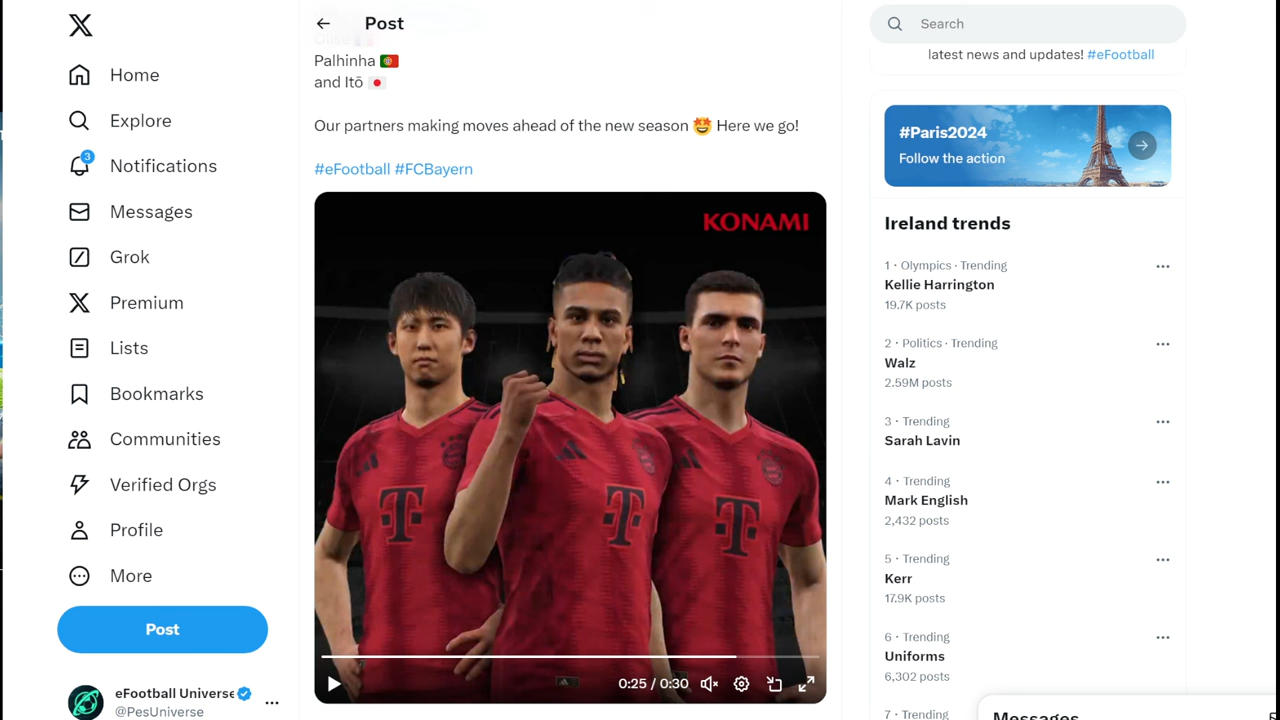 Home
Explore
3
Notifications
Messages
Grok
Premium
Lists
Bookmarks
Communities
Verified Orgs
Profile
More
Post
eFootball Universe
@PesUniverse
Post
Palhinha
and Itō
Our partners making moves ahead of the new season 🤩 Here we go!
#eFootball #FCBayern
KONAMI
T
T
T
0:25 / 0:30
Search
latest news and updates! #eFootball
#Paris2024
Follow the action
Ireland trends
1 · Olympics · Trending
Kellie Harrington
19.7K posts
2 · Politics · Trending
Walz
2.59M posts
3 · Trending
Sarah Lavin
4 · Trending
Mark English
2,432 posts
5 · Trending
Kerr
17.9K posts
6 · Trending
Uniforms
6,302 posts
7 · Trending
Messages